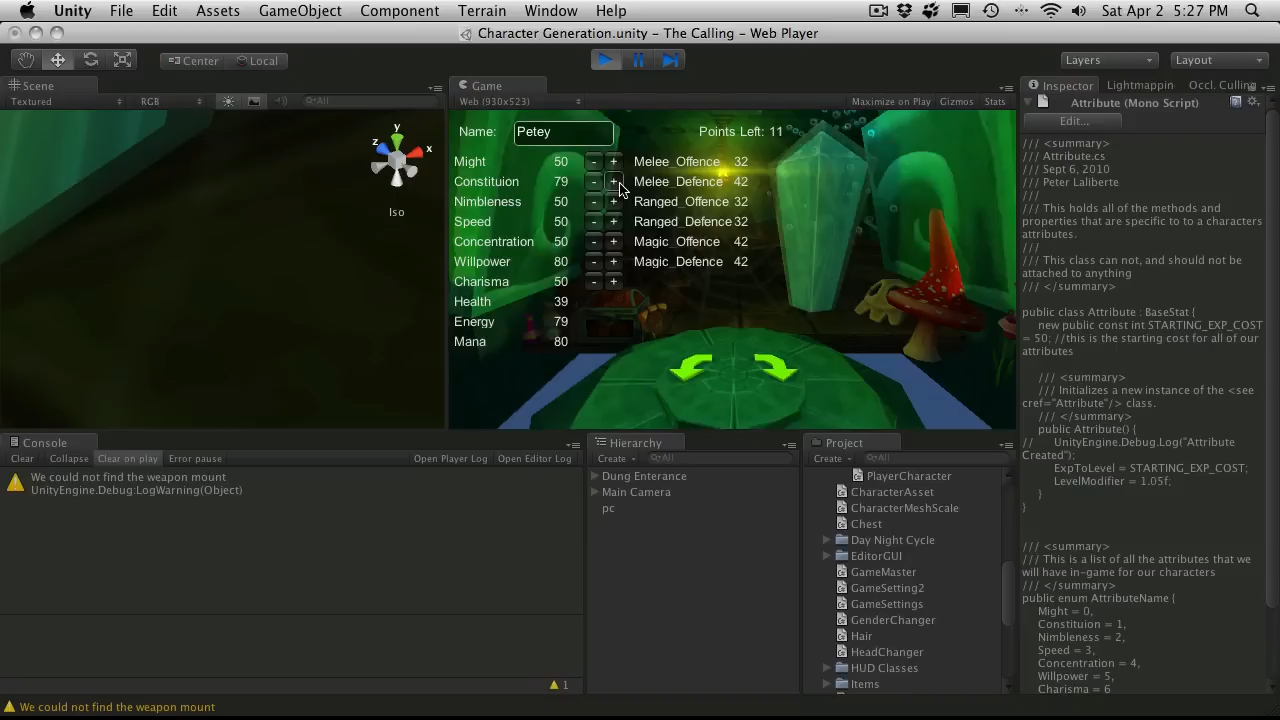 Unity File Edit Assets GameObject Component Terrain Window Help Sat Apr 2 5:27 PM
Character Generation.unity - The Calling - Web Player
Center Local Layers Layout
Scene
Textured RGB All
y
z x
Iso
Game
Web (930x523) Maximize on Play Gizmos Stats
Name: Petey Points Left: 11
Might 50 - + Melee_Offence 32
Constituion 79 - + Melee_Defence 42
Nimbleness 50 - + Ranged_Offence 32
Speed 50 - + Ranged_Defence 32
Concentration 50 - + Magic_Offence 42
Willpower 80 - + Magic_Defence 42
Charisma 50 - +
Health 39
Energy 79
Mana 80
Inspector Lightmappin Occl. Culling
Attribute (Mono Script)
Edit...
/// <summary>
/// Attribute.cs
/// Sept 6, 2010
/// Peter Laliberte
///
/// This holds all of the methods and
properties that are specific to to a characters
attributes.
///
/// This class can not, and should not be
attached to anything
/// </summary>
public class Attribute : BaseStat {
new public const int STARTING_EXP_COST
= 50; //this is the starting cost for all of our
attributes
/// <summary>
/// Initializes a new instance of the <see
cref="Attribute"/> class.
/// </summary>
public Attribute() {
// UnityEngine.Debug.Log("Attribute
Created");
ExpToLevel = STARTING_EXP_COST;
LevelModifier = 1.05f;
}
}
/// <summary>
/// This is a list of all the attributes that we
will have in-game for our characters
/// </summary>
public enum AttributeName {
Might = 0,
Constituion = 1,
Nimbleness = 2,
Speed = 3,
Concentration = 4,
Willpower = 5,
Charisma = 6
Console
Clear Collapse Clear on play Error pause Open Player Log Open Editor Log
We could not find the weapon mount
UnityEngine.Debug:LogWarning(Object)
1
Hierarchy
Create All
Dung Enterance
Main Camera
pc
Project
Create All
PlayerCharacter
CharacterAsset
CharacterMeshScale
Chest
Day Night Cycle
EditorGUI
GameMaster
GameSetting2
GameSettings
GenderChanger
Hair
HeadChanger
HUD Classes
Items
We could not find the weapon mount